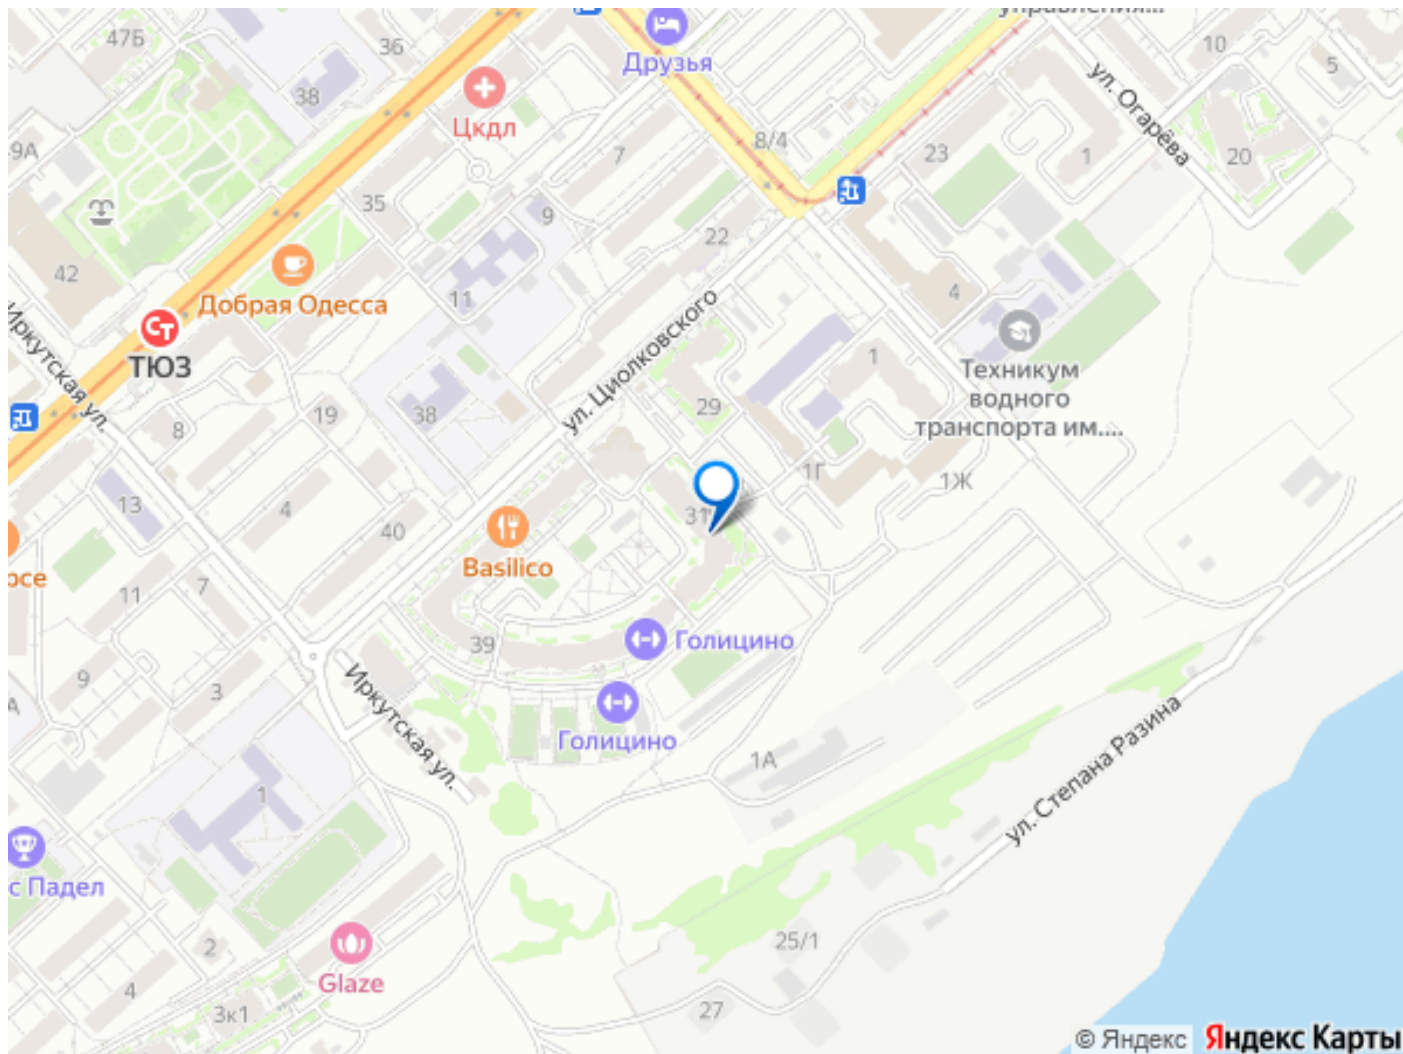 управления...
47Б
36
10
5
Друзья
38
ул. Огарёва
Цкдл
8/4
9А
7
23
1
20
35
9
22
42
11
4
Добрая Одесса
Иркутская ул.
ТЮЗ
ул. Циолковского
1
Техникум
водного
транспорта им....
8
19
38
29
31
1Г
1Ж
13
4
40
Basilico
11
7
39
Голицино
9
3
Иркутская ул.
Голицино
1А
ул. Степана Разина
1
с Падел
2
25/1
Glaze
4
3к1
27
© Яндекс Яндекс Карты